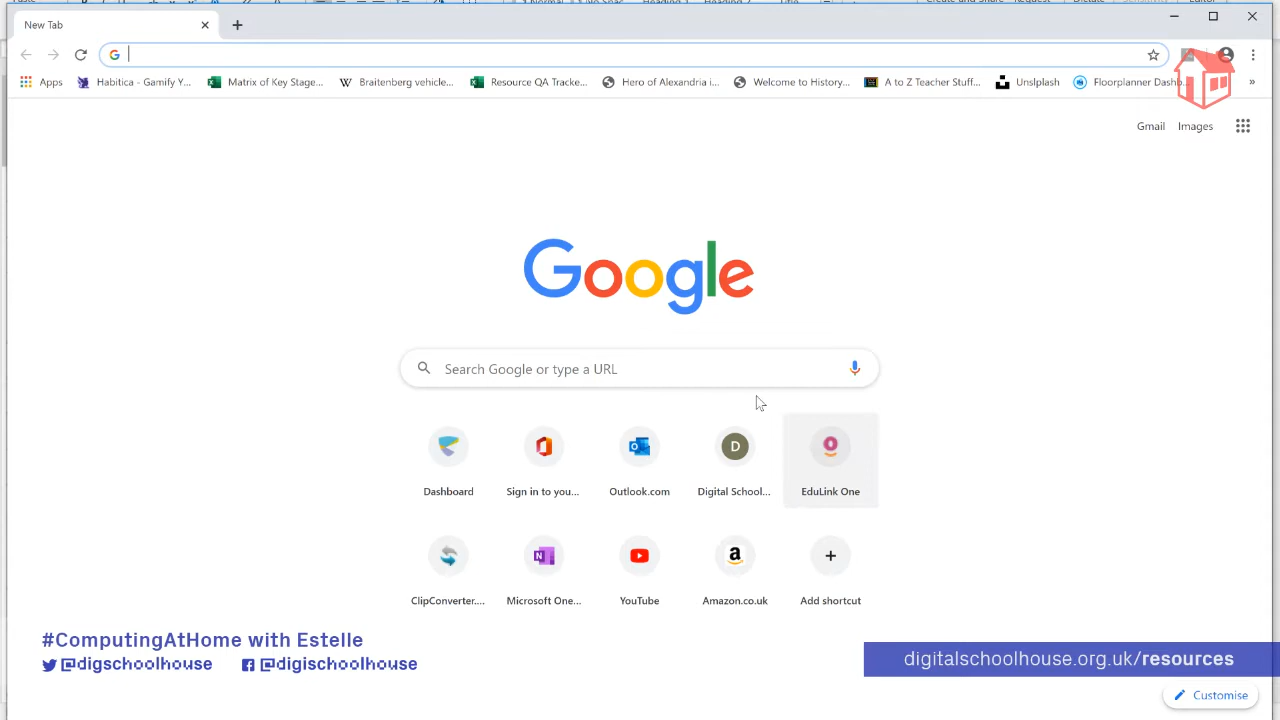 New Tab
Apps Habitica - Gamify Y... Matrix of Key Stage... Braitenberg vehicle... Resource QA Tracke... Hero of Alexandria i... Welcome to History... A to Z Teacher Stuff... Unslpash Floorplanner Dashb... »
Gmail Images
Google
Search Google or type a URL
Dashboard Sign in to you... Outlook.com Digital School... EduLink One
ClipConverter.... Microsoft One... YouTube Amazon.co.uk Add shortcut
#ComputingAtHome with Estelle
@digschoolhouse @digischoolhouse
digitalschoolhouse.org.uk/resources
Customise